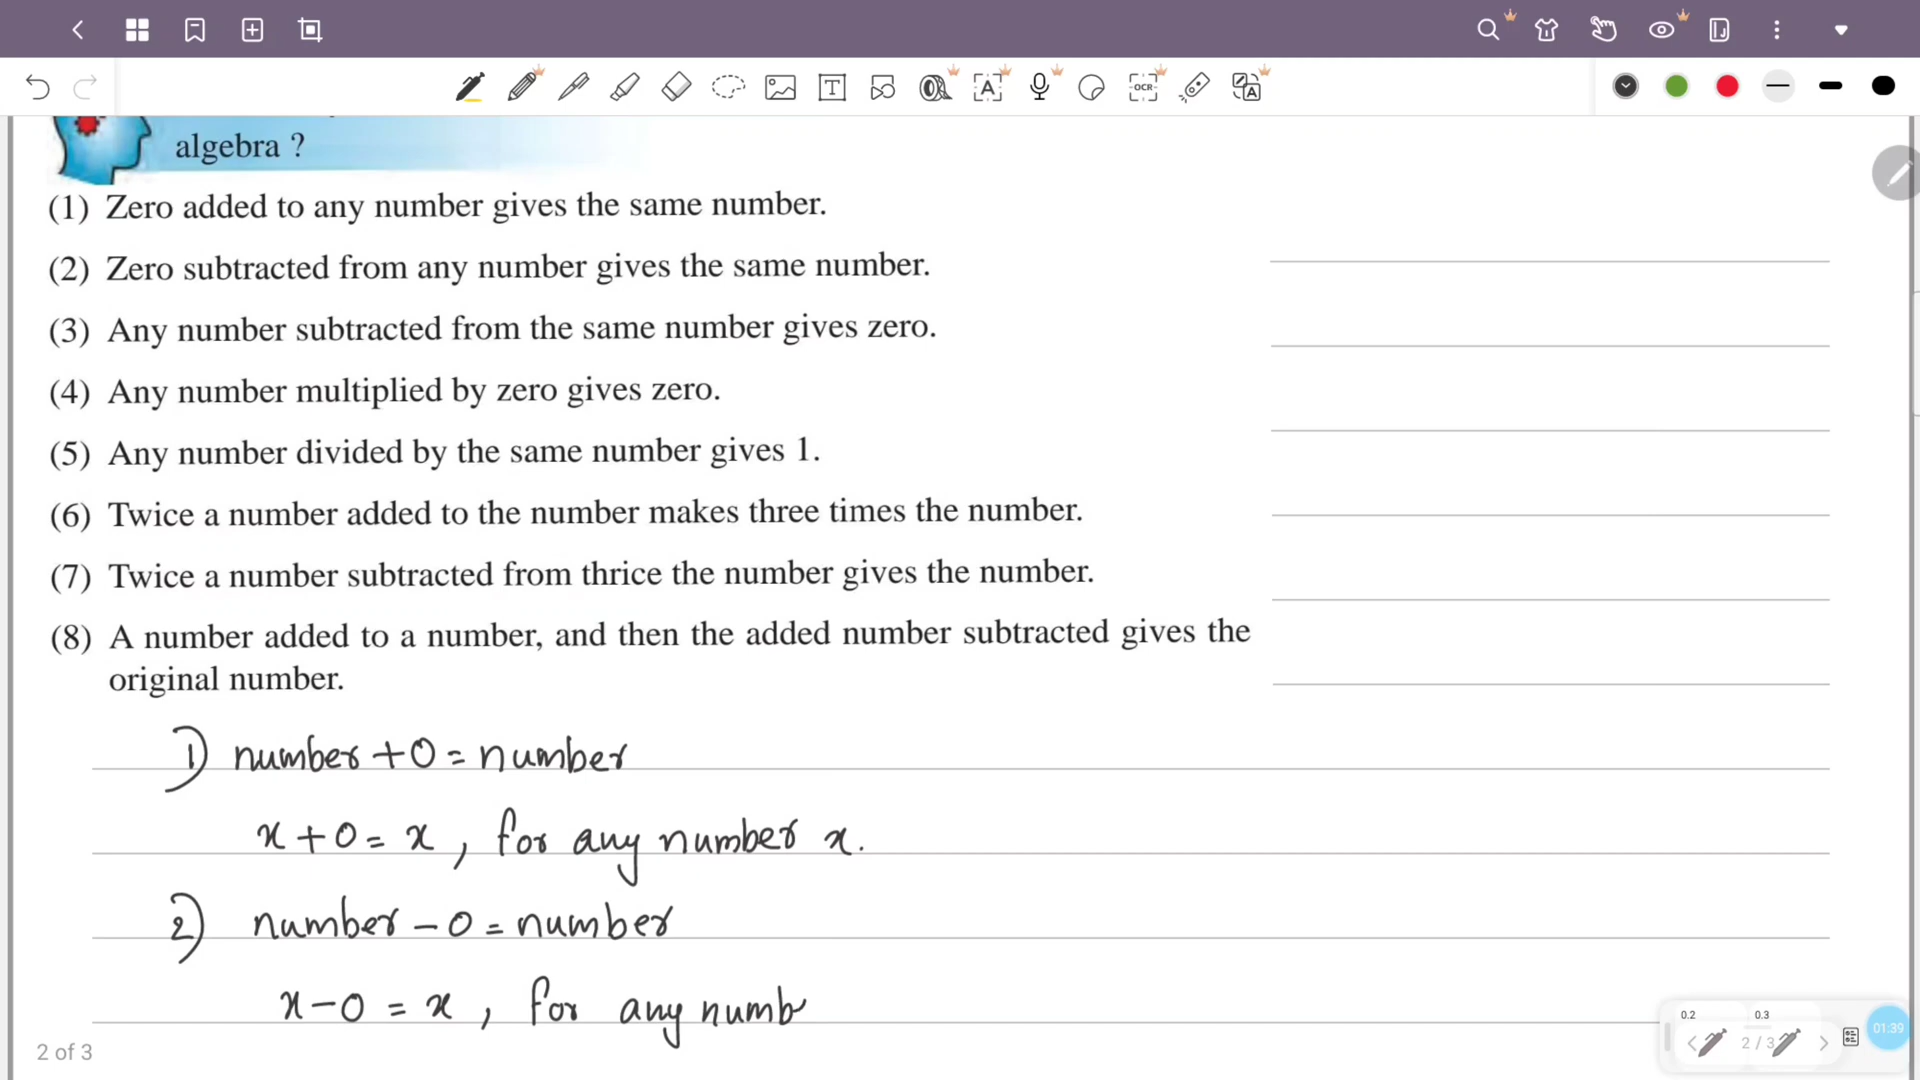 algebra ?
(1) Zero added to any number gives the same number.
(2) Zero subtracted from any number gives the same number.
(3) Any number subtracted from the same number gives zero.
(4) Any number multiplied by zero gives zero.
(5) Any number divided by the same number gives 1.
(6) Twice a number added to the number makes three times the number.
(7) Twice a number subtracted from thrice the number gives the number.
(8) A number added to a number, and then the added number subtracted gives the
original number.
1) number + 0 = number
x + 0 = x , for any number x.
2) number - 0 = number
x - 0 = x , for any numb
2 of 3
0.2 0.3
2 / 3
01:39
T
A
OCR
A